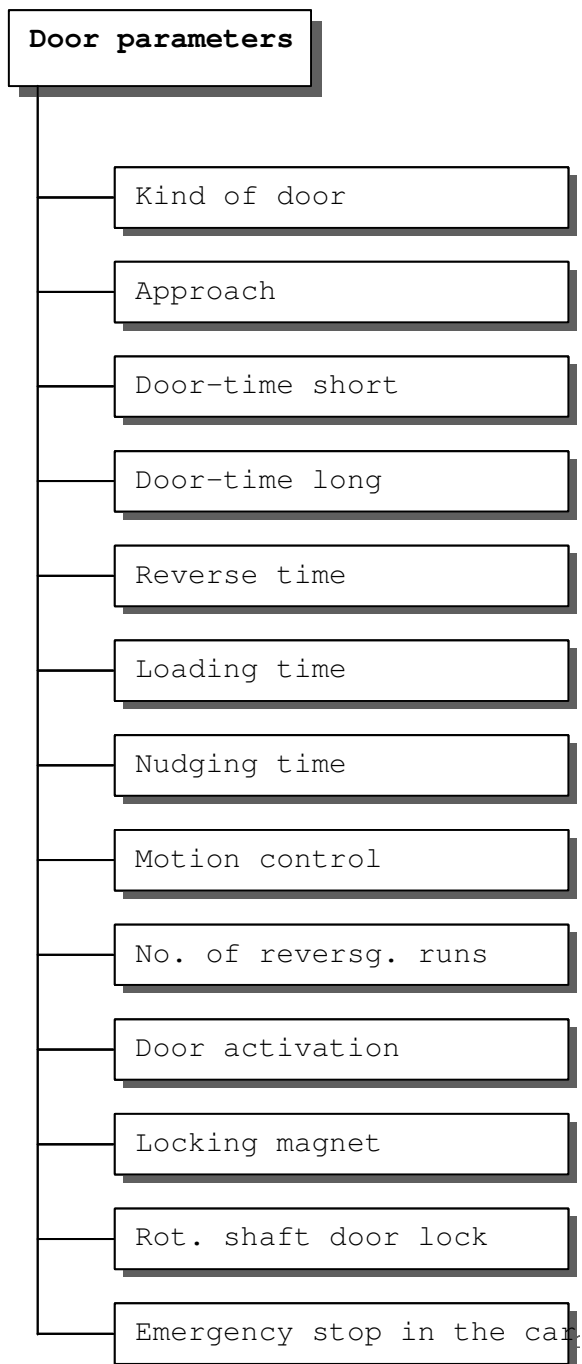 Door parameters
Kind of door
Approach
Door-time short
Door-time long
Reverse time
Loading time
Nudging time
Motion control
No. of reversg. runs
Door activation
Locking magnet
Rot. shaft door lock
Emergency stop in the car